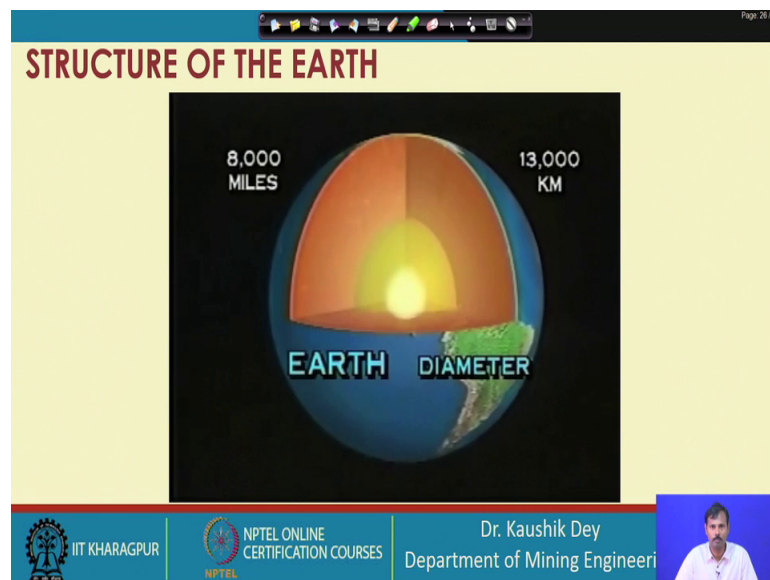 Page: 26
STRUCTURE OF THE EARTH
8,000
MILES
13,000
KM
EARTH DIAMETER
IIT KHARAGPUR
NPTEL
NPTEL ONLINE
CERTIFICATION COURSES
Dr. Kaushik Dey
Department of Mining Engineeri